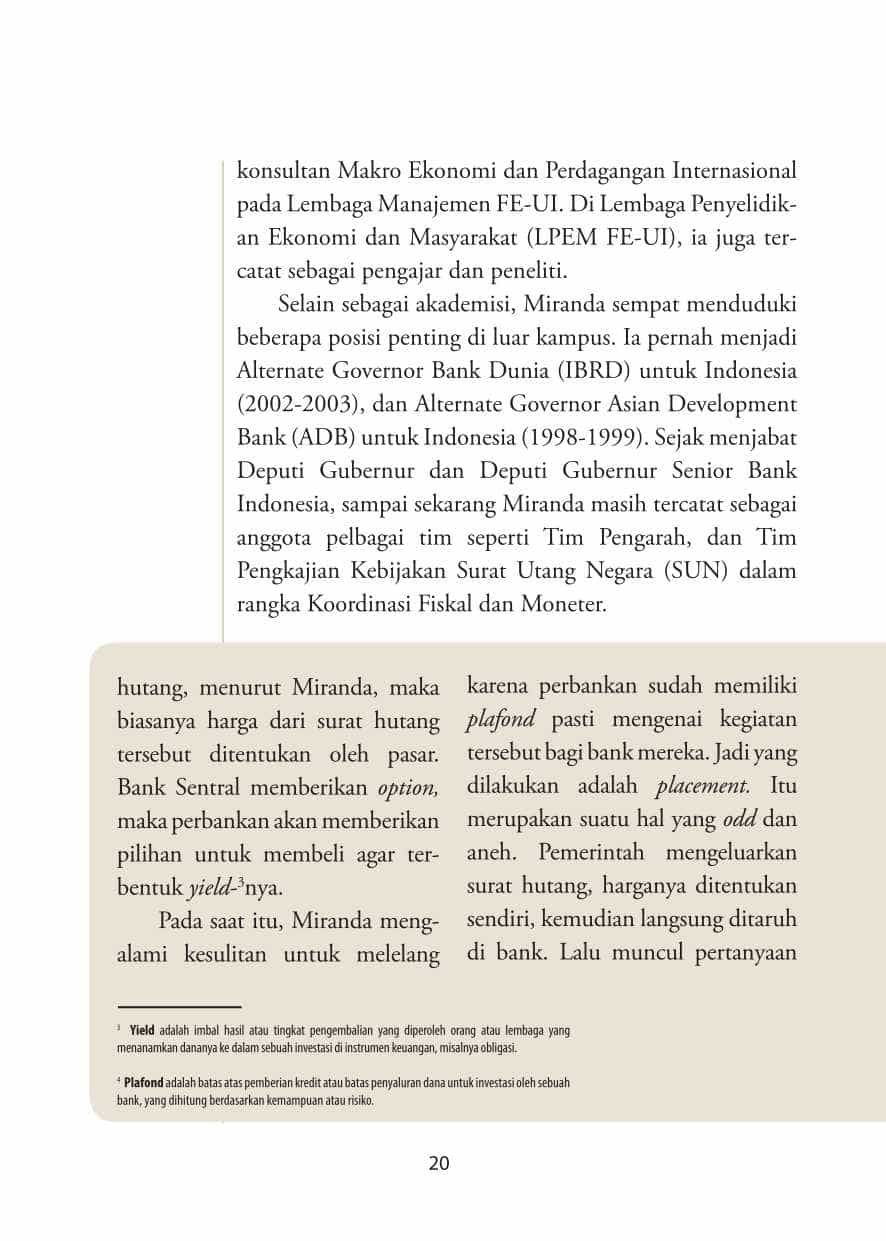 konsultan Makro Ekonomi dan Perdagangan Internasional
pada Lembaga Manajemen FE-UI. Di Lembaga Penyelidik-
an Ekonomi dan Masyarakat (LPEM FE-UI), ia juga ter-
catat sebagai pengajar dan peneliti.
Selain sebagai akademisi, Miranda sempat menduduki
beberapa posisi penting di luar kampus. Ia pernah menjadi
Alternate Governor Bank Dunia (IBRD) untuk Indonesia
(2002-2003), dan Alternate Governor Asian Development
Bank (ADB) untuk Indonesia (1998-1999). Sejak menjabat
Deputi Gubernur dan Deputi Gubernur Senior Bank
Indonesia, sampai sekarang Miranda masih tercatat sebagai
anggota pelbagai tim seperti Tim Pengarah, dan Tim
Pengkajian Kebijakan Surat Utang Negara (SUN) dalam
rangka Koordinasi Fiskal dan Moneter.
hutang, menurut Miranda, maka
biasanya harga dari surat hutang
tersebut ditentukan oleh pasar.
Bank Sentral memberikan option,
maka perbankan akan memberikan
pilihan untuk membeli agar ter-
bentuk yield-³nya.
Pada saat itu, Miranda meng-
alami kesulitan untuk melelang
karena perbankan sudah memiliki
plafond pasti mengenai kegiatan
tersebut bagi bank mereka. Jadi yang
dilakukan adalah placement. Itu
merupakan suatu hal yang odd dan
aneh. Pemerintah mengeluarkan
surat hutang, harganya ditentukan
sendiri, kemudian langsung ditaruh
di bank. Lalu muncul pertanyaan
³ Yield adalah imbal hasil atau tingkat pengembalian yang diperoleh orang atau lembaga yang
menanamkan dananya ke dalam sebuah investasi di instrumen keuangan, misalnya obligasi.
⁴ Plafond adalah batas atas pemberian kredit atau batas penyaluran dana untuk investasi oleh sebuah
bank, yang dihitung berdasarkan kemampuan atau risiko.
20